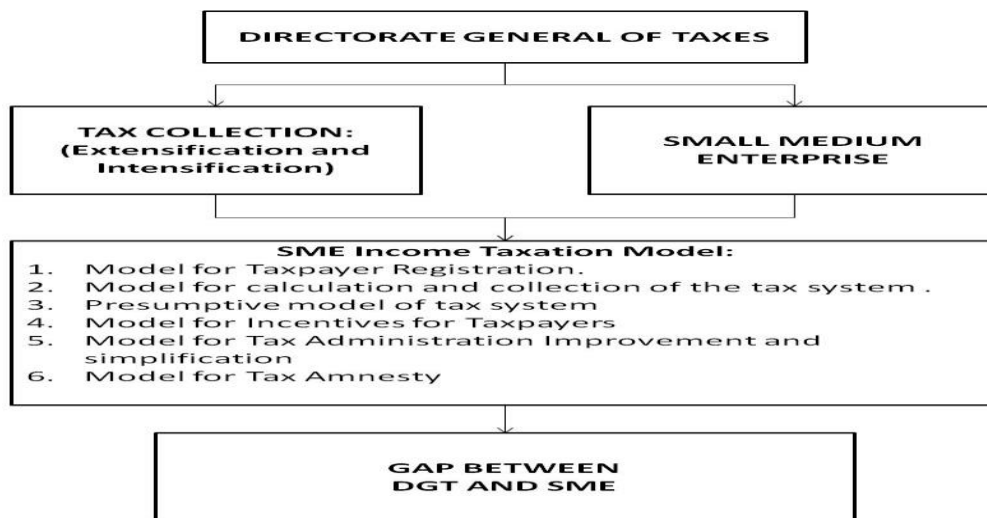 DIRECTORATE GENERAL OF TAXES
TAX COLLECTION:
(Extensification and
Intensification)
SMALL MEDIUM
ENTERPRISE
SME Income Taxation Model:
1. Model for Taxpayer Registration.
2. Model for calculation and collection of the tax system .
3. Presumptive model of tax system
4. Model for Incentives for Taxpayers
5. Model for Tax Administration Improvement and
simplification
6. Model for Tax Amnesty
GAP BETWEEN
DGT AND SME